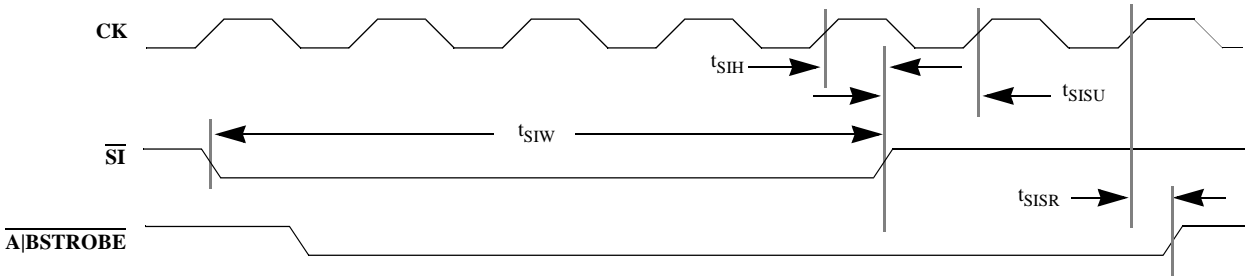 CK
tSIH
tSISU
tSIW
SI
tSISR
A|BSTROBE